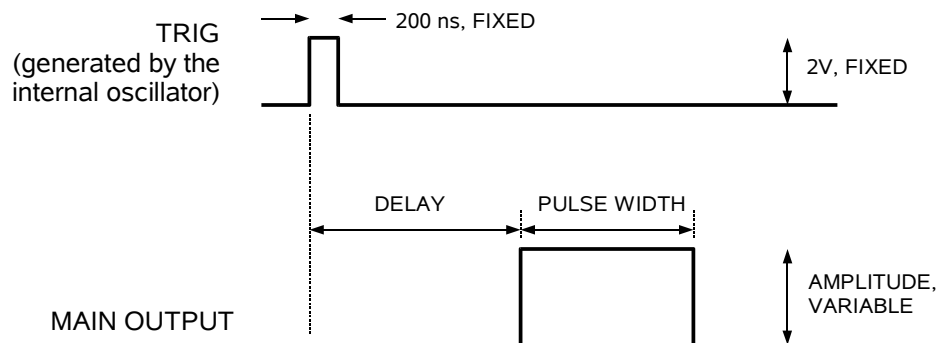 200 ns, FIXED
TRIG
(generated by the
internal oscillator)
2V, FIXED
DELAY
PULSE WIDTH
AMPLITUDE,
VARIABLE
MAIN OUTPUT